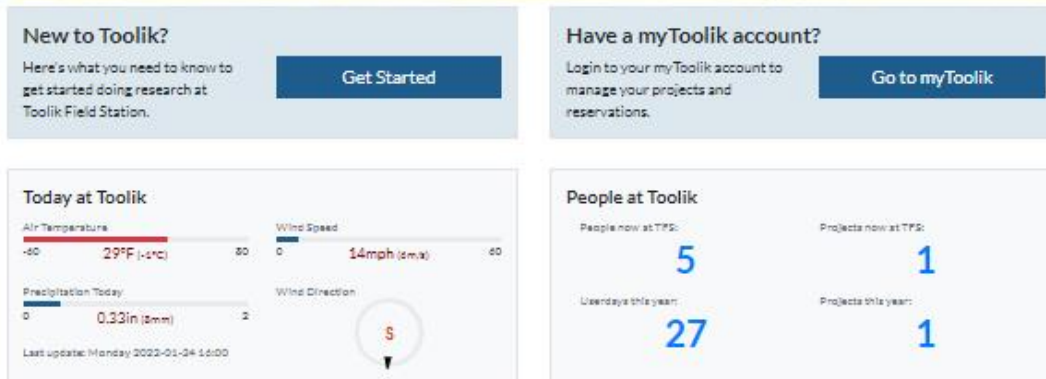 New to Toolik?
Here's what you need to know to
get started doing research at
Toolik Field Station.
Get Started
Have a myToolik account?
Login to your myToolik account to
manage your projects and
reservations.
Go to myToolik
Today at Toolik
Air Temperature
-60 29°F (-1°C) 80
Wind Speed
0 14mph (6m/s) 60
Precipitation Today
0 0.33in (8mm) 2
Wind Direction
S
Last update: Monday 2022-01-24 16:00
People at Toolik
People now at TFS:
5
Projects now at TFS:
1
Userdays this year:
27
Projects this year:
1